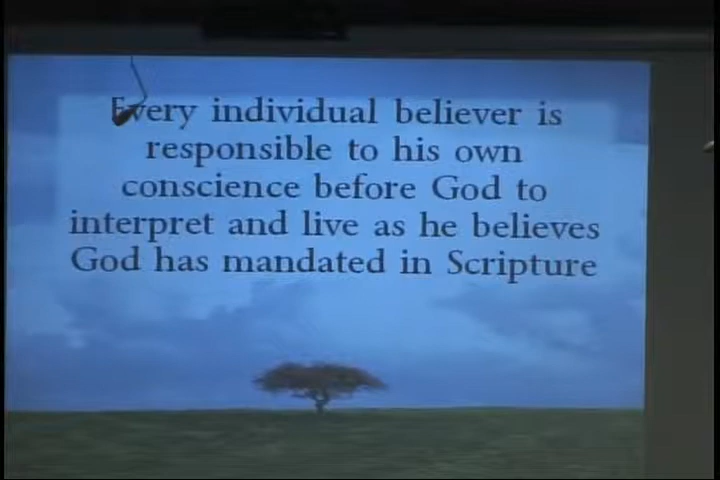 Every individual believer is
responsible to his own
conscience before God to
interpret and live as he believes
God has mandated in Scripture